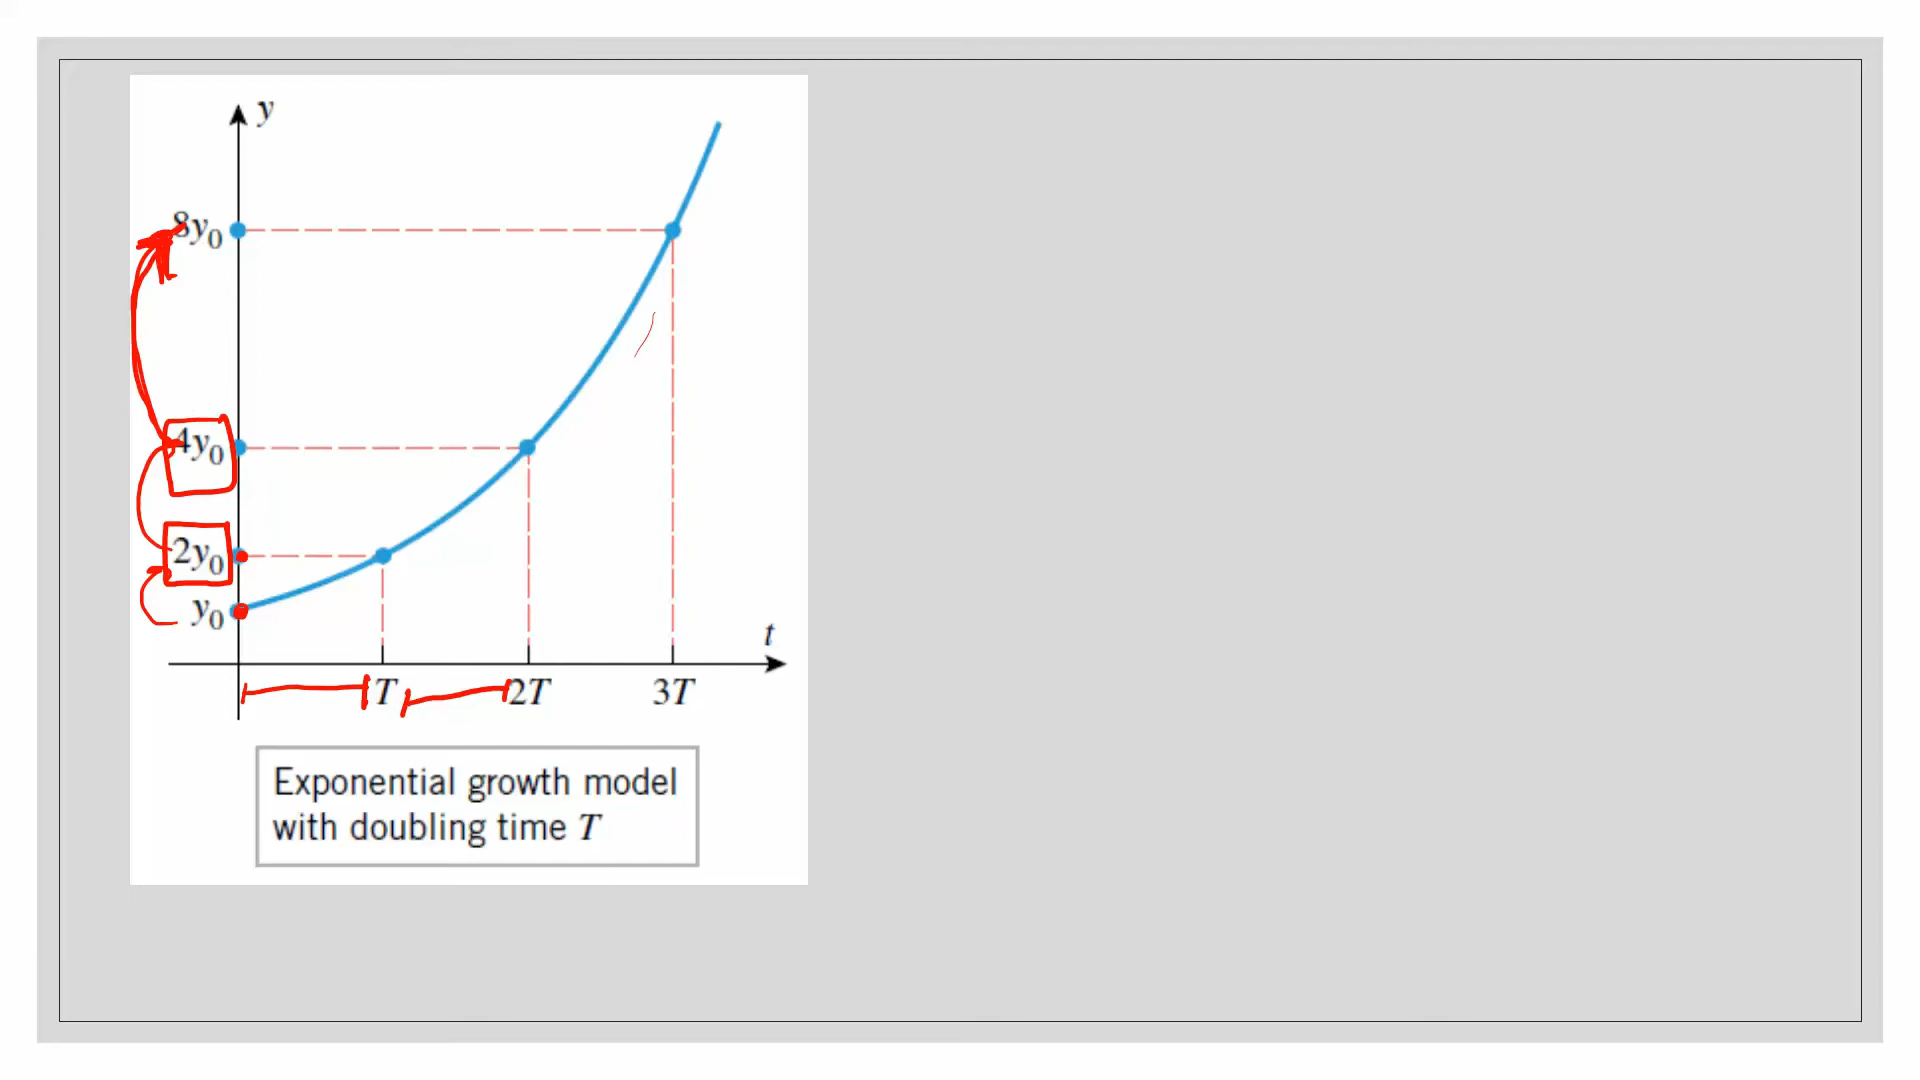 y
8y₀
4y₀
2y₀
y₀
t
T 2T 3T
Exponential growth model
with doubling time T